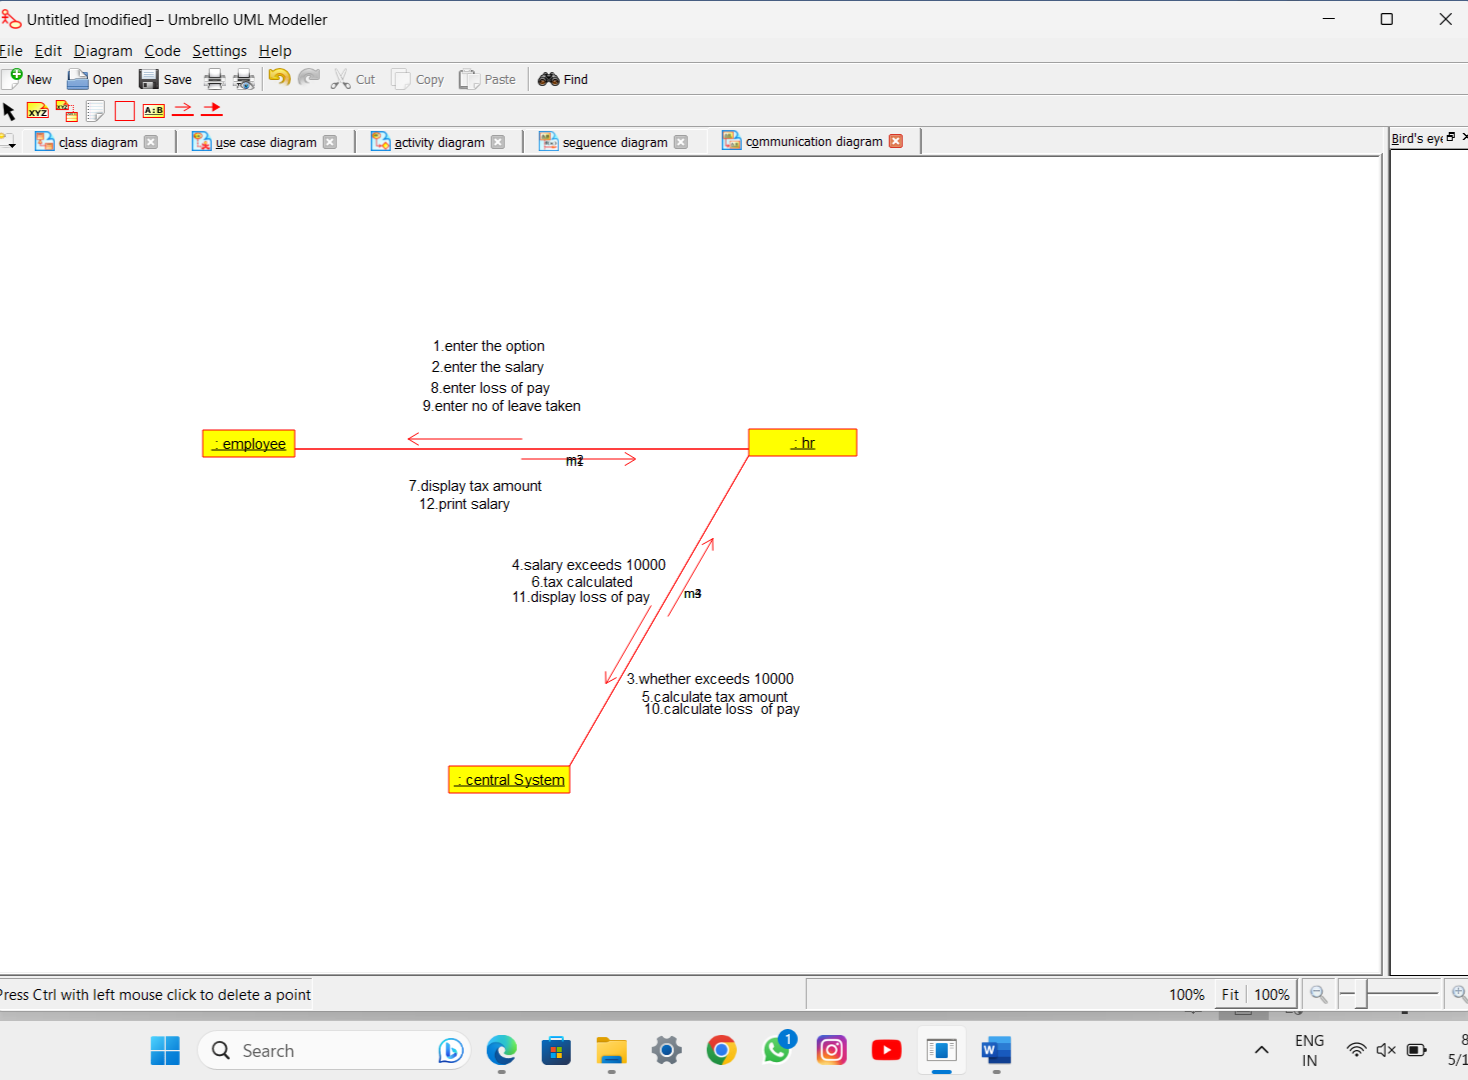 Untitled [modified] – Umbrello UML Modeller
File Edit Diagram Code Settings Help
New Open Save Cut Copy Paste Find
XYZ XYZ A:B
class diagram use case diagram activity diagram sequence diagram communication diagram
Bird's eye
1.enter the option
2.enter the salary
8.enter loss of pay
9.enter no of leave taken
: employee
: hr
7.display tax amount
12.print salary
4.salary exceeds 10000
6.tax calculated
11.display loss of pay
3.whether exceeds 10000
5.calculate tax amount
10.calculate loss  of pay
: central System
Press Ctrl with left mouse click to delete a point
100% Fit 100%
Search
1
W
ENG
IN
8
5/1